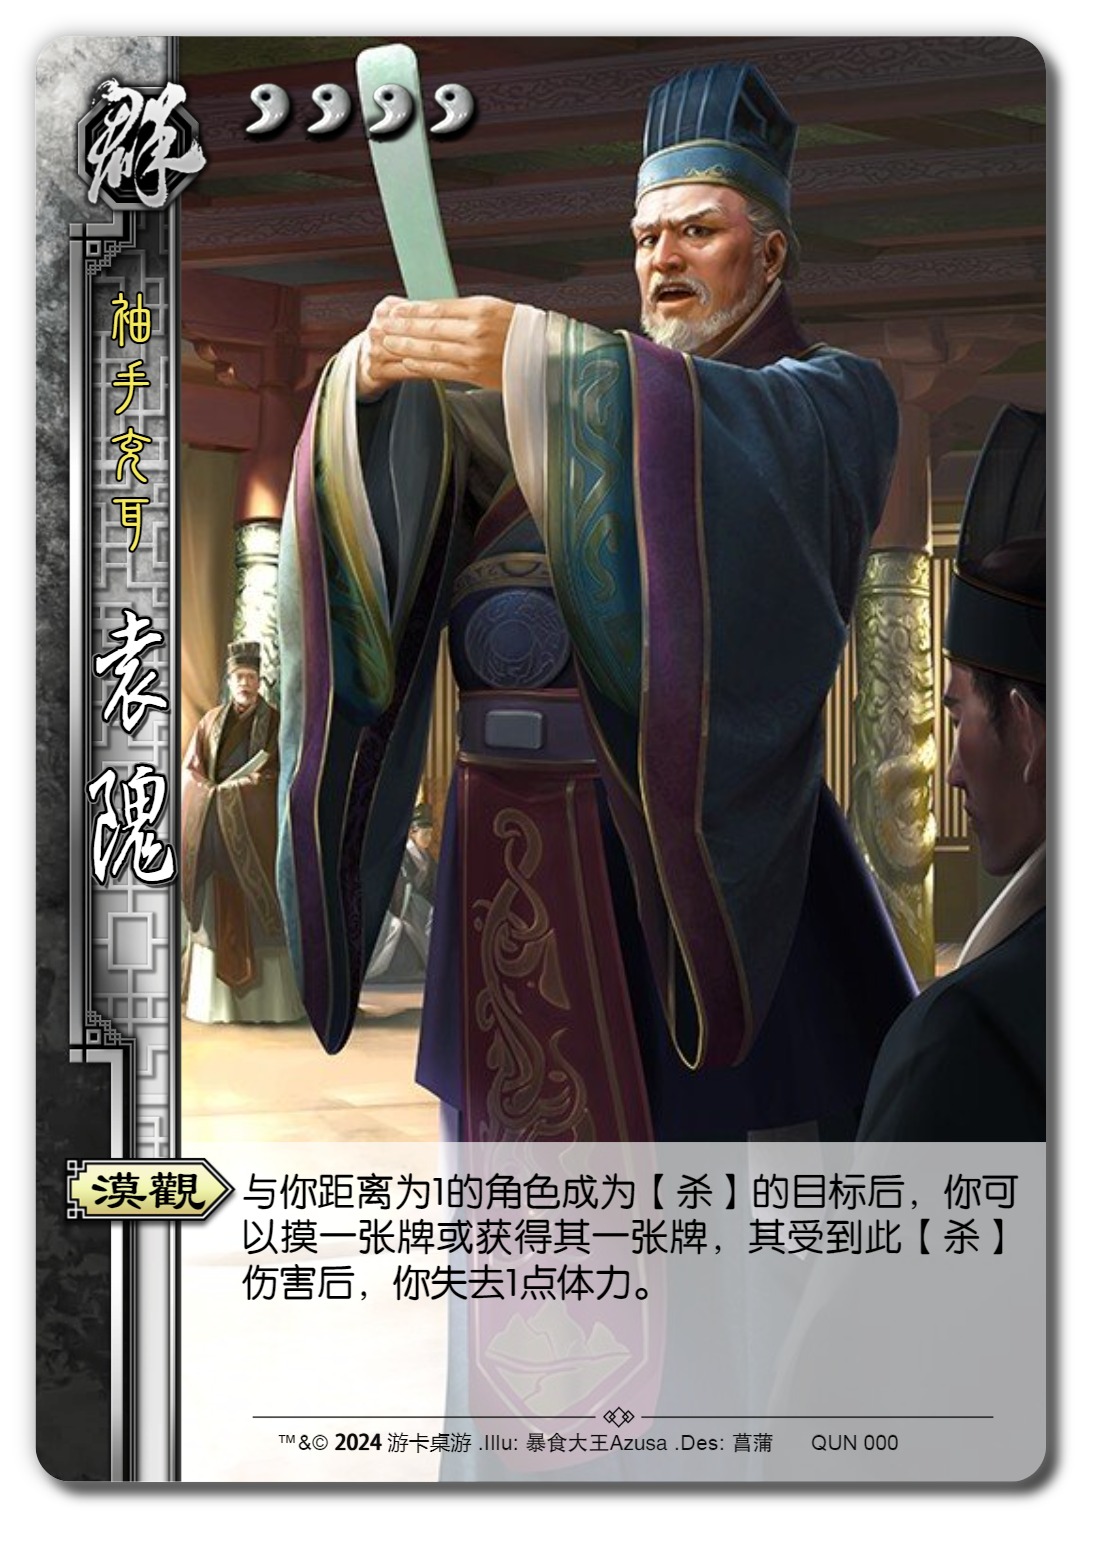 群
袖手充耳
袁隗
漠觀
与你距离为1的角色成为【杀】的目标后，你可
以摸一张牌或获得其一张牌，其受到此【杀】
伤害后，你失去1点体力。
™&© 2024 游卡桌游 .Illu: 暴食大王Azusa .Des: 菖蒲 QUN 000